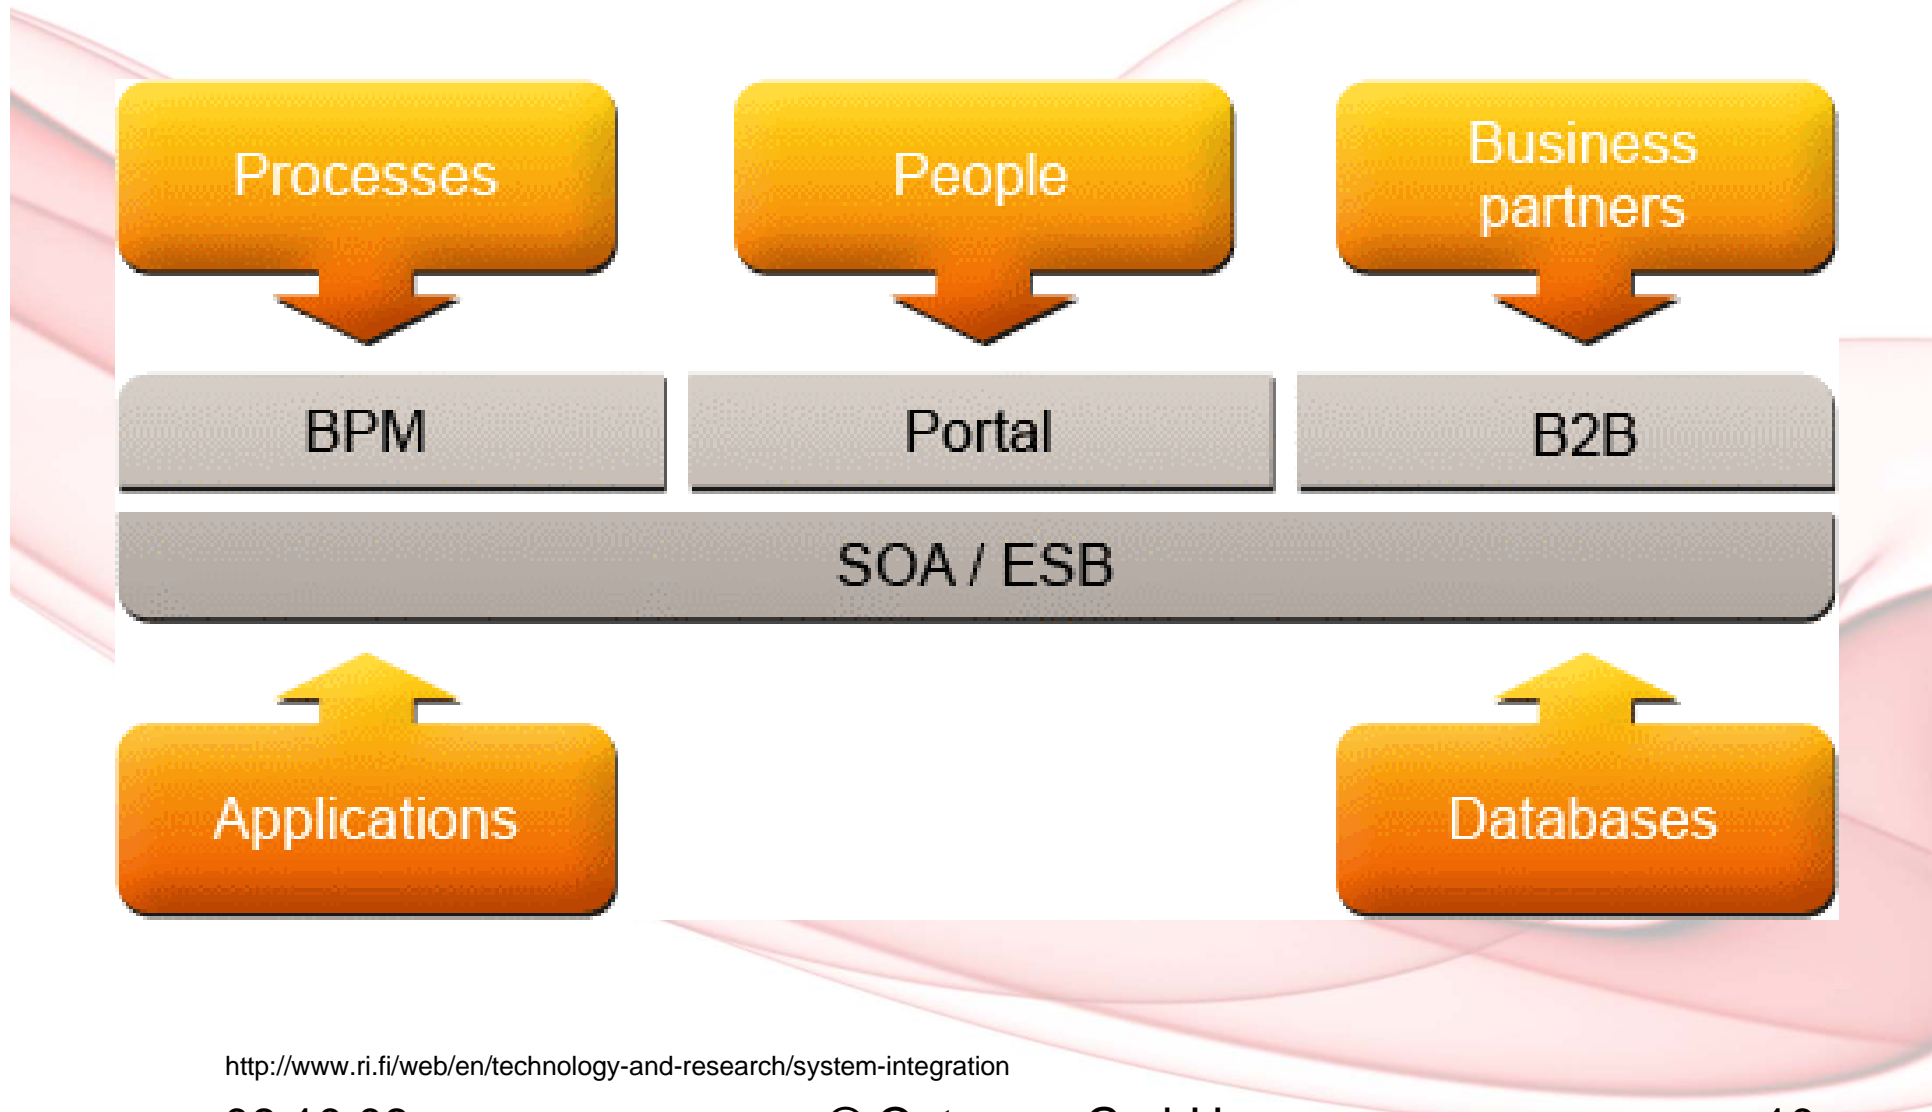 Processes
People
Business
partners
BPM
Portal
B2B
SOA / ESB
Applications
Databases
http://www.ri.fi/web/en/technology-and-research/system-integration